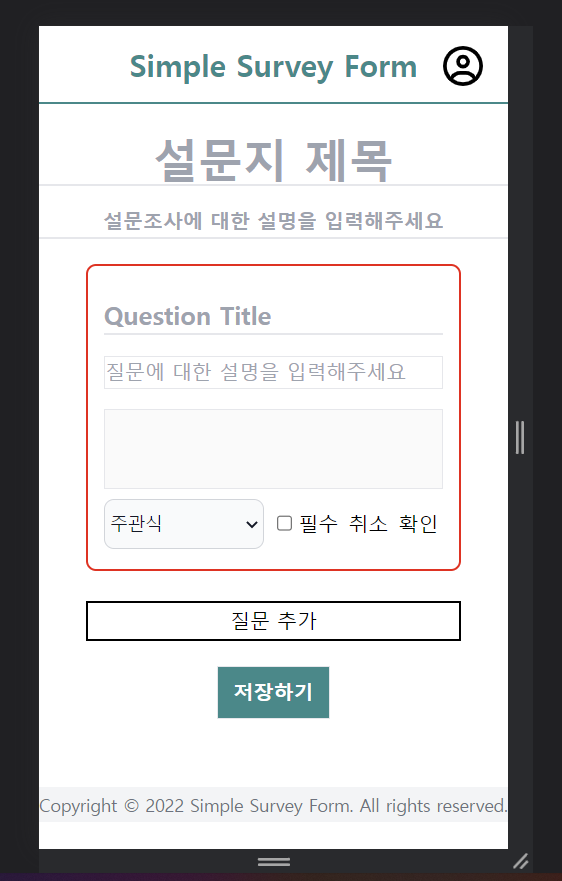 Simple Survey Form
설문지 제목
설문조사에 대한 설명을 입력해주세요
Question Title
질문에 대한 설명을 입력해주세요
주관식 필수 취소 확인
질문 추가
저장하기
Copyright © 2022 Simple Survey Form. All rights reserved.